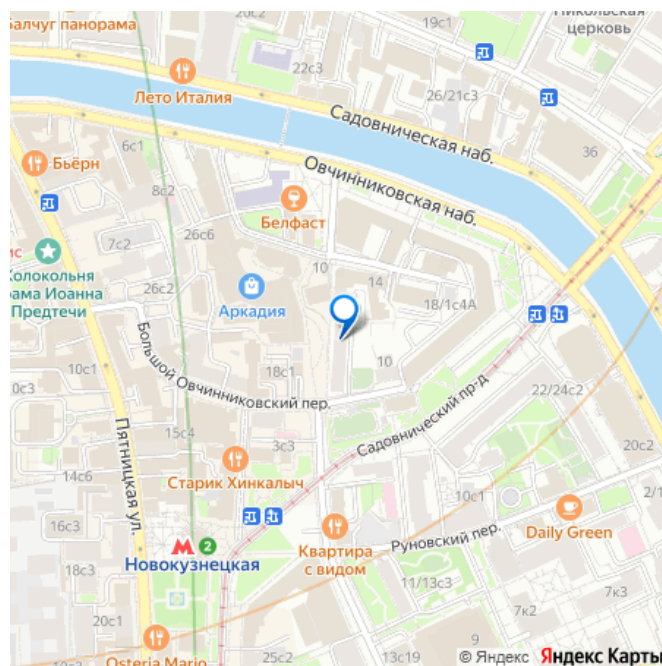 Балчуг панорама
20с2
19с1
Никольская
церковь
22с3
Лето Италия
26/21с3
Садовническая наб.
6с1
36
Бьёрн
Овчинниковская наб.
8с2
Белфаст
7с2
26с6
10
Колокольня
храма Иоанна
Предтечи
26с2
14
Аркадия
18/1с4А
Большой Овчинниковский пер.
10с1
18с1
10
0с3
Садовнический пр-д
22/24с2
Пятницкая ул.
15с4
3с3
20с2
14с6
Старик Хинкалыч
10с1
2/1
16с3
Daily Green
2
Новокузнецкая
Квартира
с видом
Руновский пер.
18с3
11/13с3
7к3
7к2
20с1
9
Osteria Mario
25с2
13с19
© Яндекс Яндекс Карты